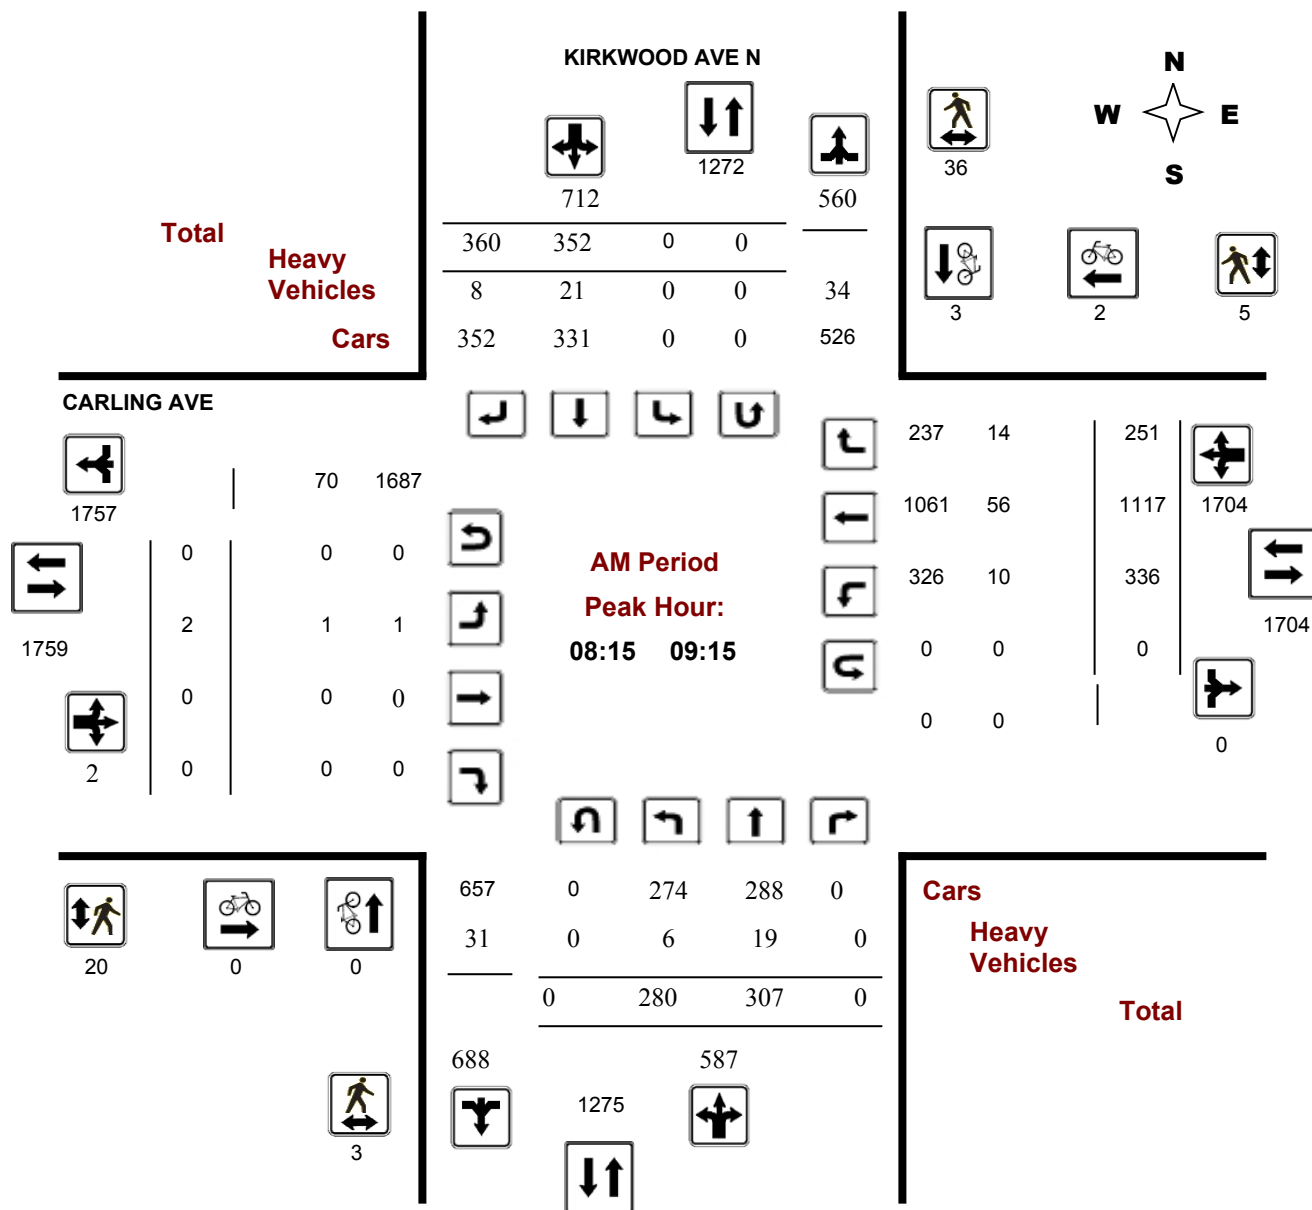 KIRKWOOD AVE N
N
W E
S
1272
36
712 560
Total
360 352 0 0
Heavy
Vehicles
8 21 0 0 34
3 2 5
Cars
352 331 0 0 526
CARLING AVE
237 14 251
70 1687
1757
1061 56 1117 1704
0 0 0
AM Period
326 10 336
Peak Hour:
2 1 1
1759
08:15 09:15
0 0 0
1704
0 0 0
0 0
2
0 0 0
0
657 0 274 288 0
Cars
31 0 6 19 0
Heavy
Vehicles
20 0 0
0 280 307 0
Total
688 587
1275
3